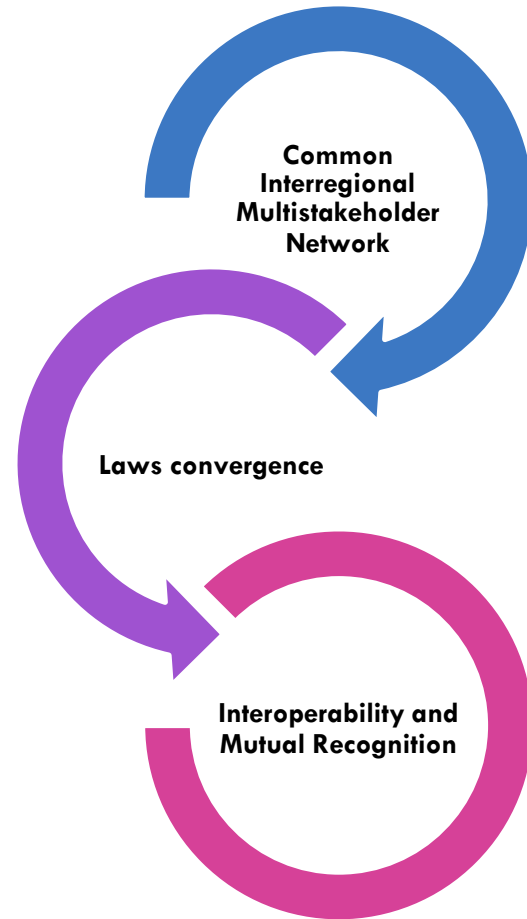 Common
Interregional
Multistakeholder
Network
Laws convergence
Interoperability and
Mutual Recognition